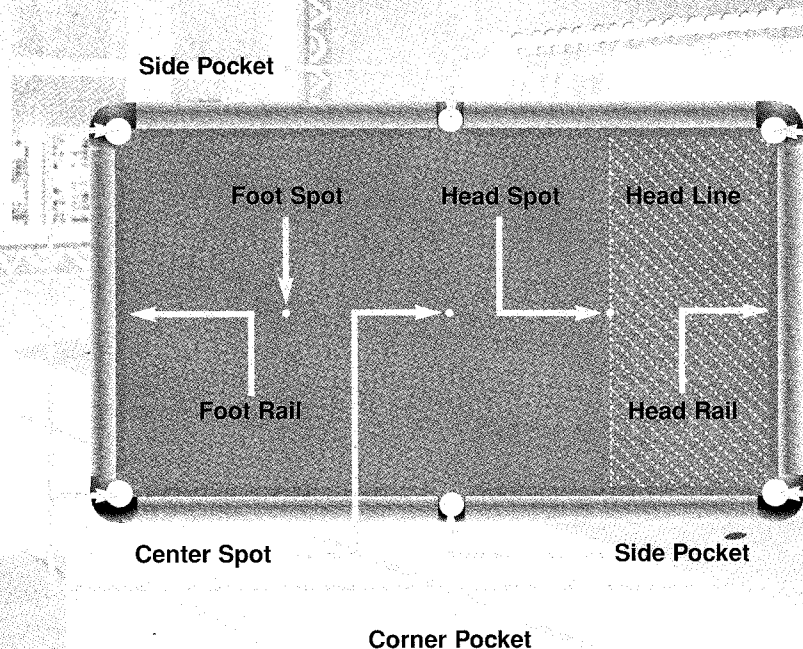 Side Pocket
Foot Spot
Head Spot
Head Line
Foot Rail
Head Rail
Center Spot
Side Pocket
Corner Pocket